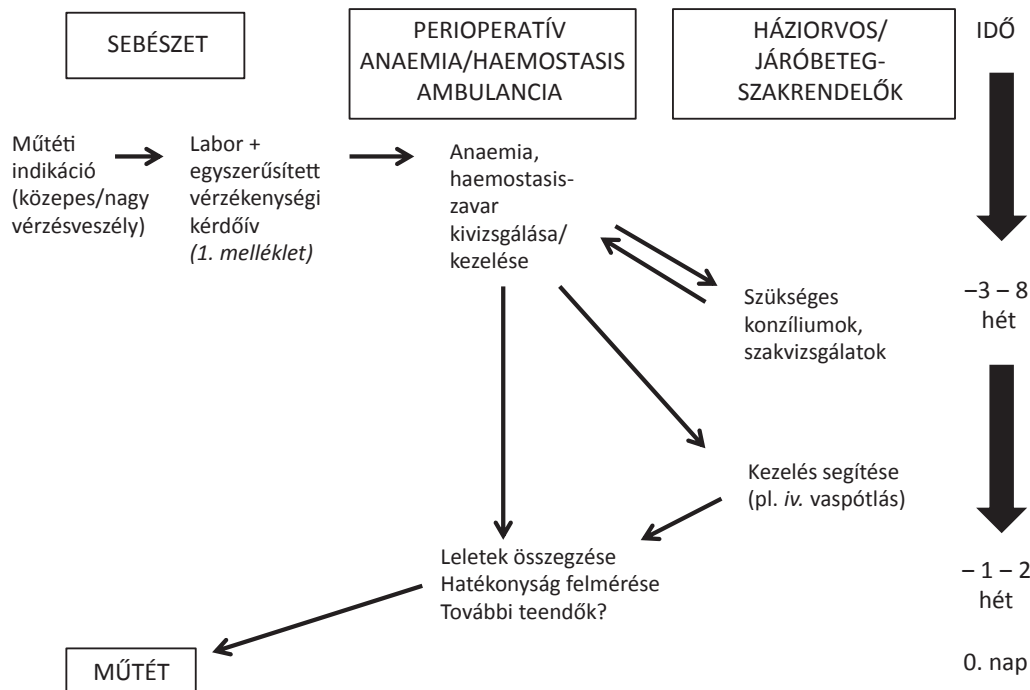 SEBÉSZET
PERIOPERATÍV
ANAEMIA/HAEMOSTASIS
AMBULANCIA
HÁZIORVOS/
JÁRÓBETEG-
SZAKRENDELŐK
IDŐ
Műtéti
indikáció
(közepes/nagy
vérzésveszély)
Labor +
egyszerűsített
vérzékenységi
kérdőív
(1. melléklet)
Anaemia,
haemostasis-
zavar
kivizsgálása/
kezelése
Szükséges
konzíliumok,
szakvizsgálatok
–3 – 8
hét
Kezelés segítése
(pl. iv. vaspótlás)
Leletek összegzése
Hatékonyság felmérése
További teendők?
– 1 – 2
hét
MŰTÉT
0. nap